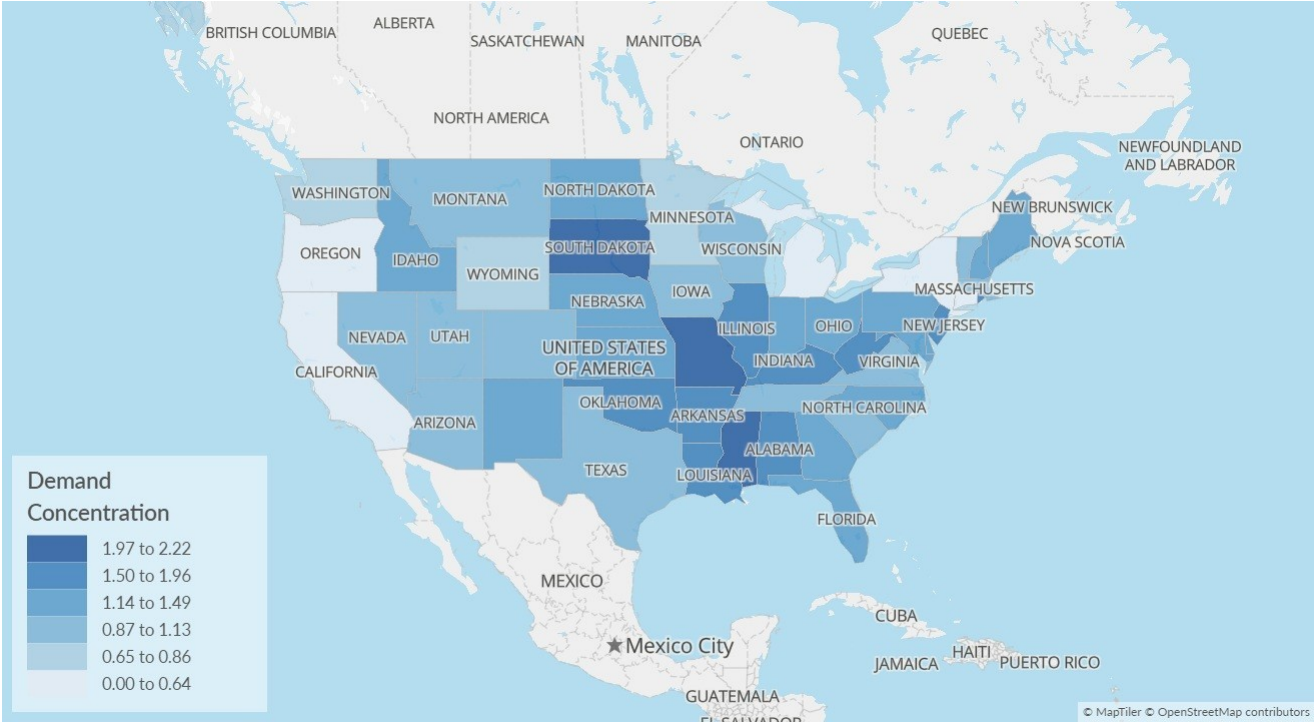 BRITISH COLUMBIA
ALBERTA
SASKATCHEWAN
MANITOBA
QUEBEC
NORTH AMERICA
ONTARIO
NEWFOUNDLAND
AND LABRADOR
WASHINGTON
MONTANA
NORTH DAKOTA
MINNESOTA
NEW BRUNSWICK
NOVA SCOTIA
OREGON
IDAHO
SOUTH DAKOTA
WISCONSIN
WYOMING
MASSACHUSETTS
NEBRASKA
IOWA
NEVADA
UTAH
ILLINOIS
OHIO
NEW JERSEY
UNITED STATES
OF AMERICA
INDIANA
VIRGINIA
CALIFORNIA
OKLAHOMA
ARKANSAS
NORTH CAROLINA
ARIZONA
ALABAMA
TEXAS
LOUISIANA
FLORIDA
Demand
Concentration
1.97 to 2.22
1.50 to 1.96
1.14 to 1.49
0.87 to 1.13
0.65 to 0.86
0.00 to 0.64
MEXICO
Mexico City
CUBA
HAITI
JAMAICA
PUERTO RICO
GUATEMALA
EL SALVADOR
© MapTiler © OpenStreetMap contributors